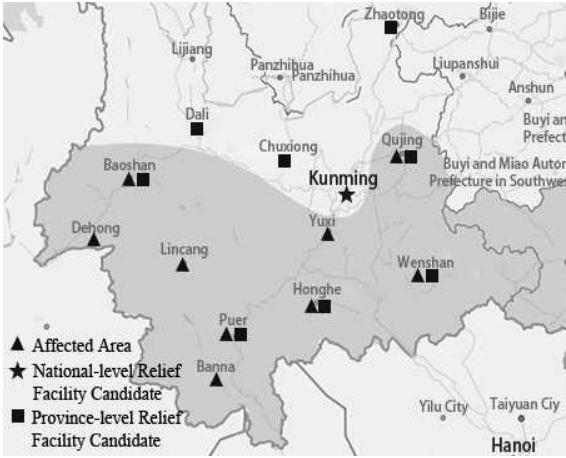 Zhaotong
Bijie
Lijiang
Panzhihua
Panzhihua
Liupanshui
Anshun
Dali
Buyi an
Prefect
Chuxiong
Qujing
Baoshan
Kunming
Buyi and Miao Auton
Prefecture in Southwes
Dehong
Yuxi
Lincang
Wenshan
Honghe
Puer
Banna
Affected Area
National-level Relief
Facility Candidate
Province-level Relief
Facility Candidate
Yilu City
Taiyuan Ciy
Hanoi